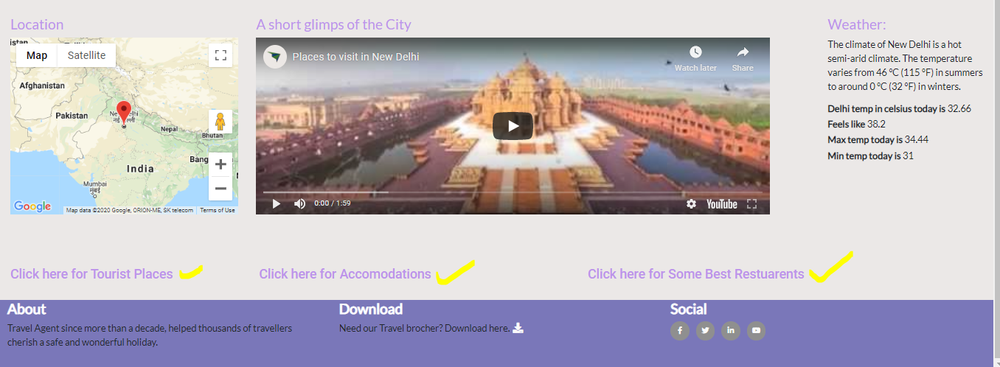 Location
A short glimps of the City
Weather:
Map
Satellite
Afghanistan
Pakistan
New Delhi
नई दिल्ली
Nepal
Bhutan
India
Mumbai
मुंबई
Google
Map data ©2020 Google, ORION-ME, SK telecom
Terms of Use
Places to visit in New Delhi
Watch later
Share
0:00 / 1:59
YouTube
The climate of New Delhi is a hot
semi-arid climate. The temperature
varies from 46 °C (115 °F) in summers
to around 0 °C (32 °F) in winters.
Delhi temp in celsius today is 32.66
Feels like 38.2
Max temp today is 34.44
Min temp today is 31
Click here for Tourist Places
Click here for Accomodations
Click here for Some Best Restuarents
About
Travel Agent since more than a decade, helped thousands of travellers
cherish a safe and wonderful holiday.
Download
Need our Travel brocher? Download here.
Social